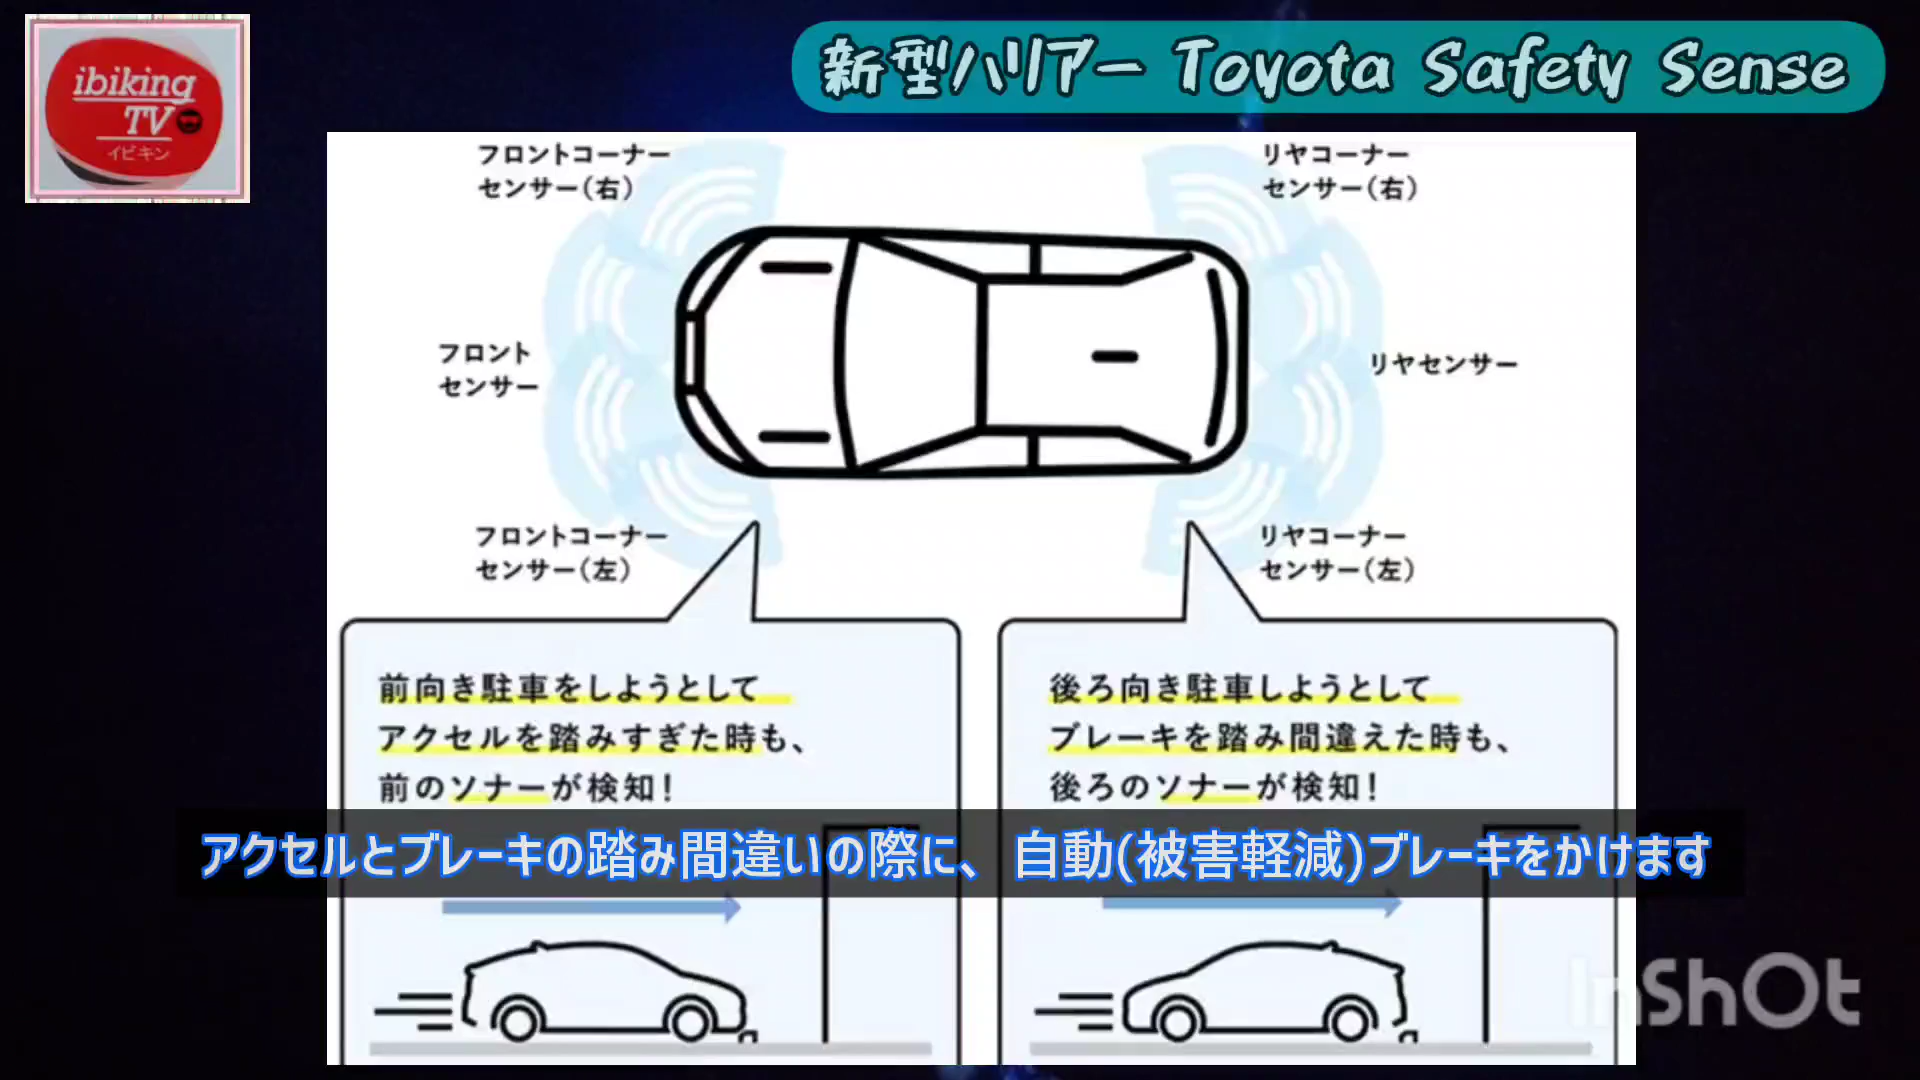 ibiking
TV
イビキン
新型ハリアー Toyota Safety Sense
フロントコーナー
センサー(右)
リヤコーナー
センサー(右)
フロント
センサー
リヤセンサー
フロントコーナー
センサー(左)
リヤコーナー
センサー(左)
前向き駐車をしようとして
アクセルを踏みすぎた時も、
前のソナーが検知!
後ろ向き駐車しようとして
ブレーキを踏み間違えた時も、
後ろのソナーが検知!
アクセルとブレーキの踏み間違いの際に、自動(被害軽減)ブレーキをかけます
InShOt